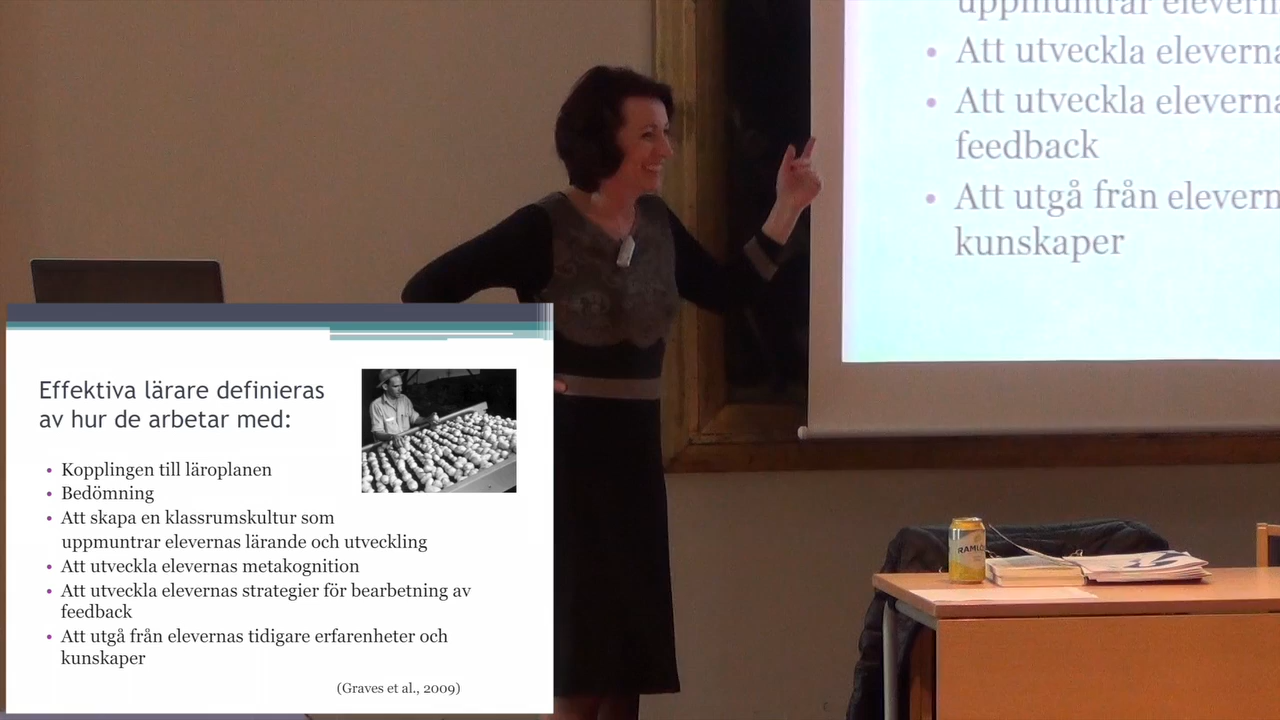 uppmuntrar elevern
• Att utveckla eleverna
• Att utveckla eleverna
feedback
• Att utgå från elevern
kunskaper
Effektiva lärare definieras
av hur de arbetar med:
• Kopplingen till läroplanen
• Bedömning
• Att skapa en klassrumskultur som
uppmuntrar elevernas lärande och utveckling
• Att utveckla elevernas metakognition
• Att utveckla elevernas strategier för bearbetning av
feedback
• Att utgå från elevernas tidigare erfarenheter och
kunskaper
(Graves et al., 2009)
RAMLÖ